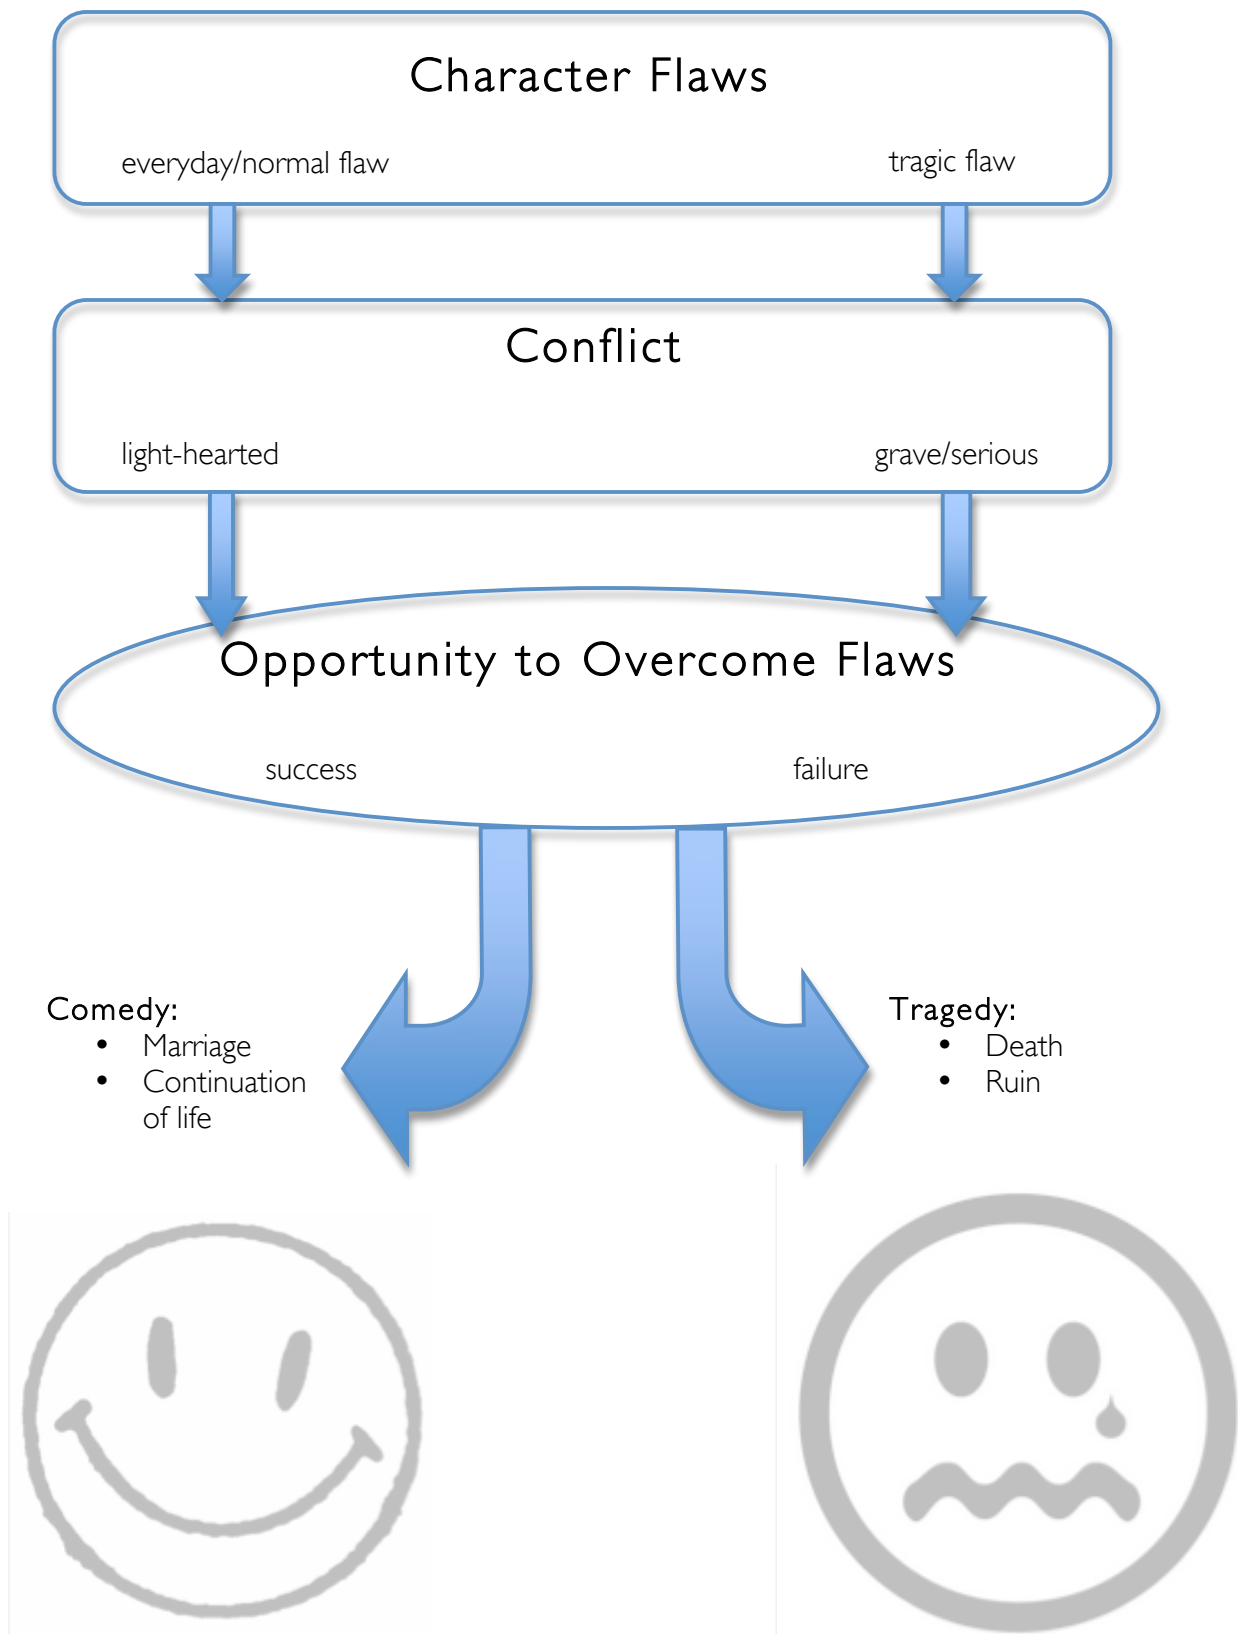 Character Flaws
everyday/normal flaw
tragic flaw
Conflict
light-hearted
grave/serious
Opportunity to Overcome Flaws
success
failure
Comedy:
• Marriage
• Continuation
of life
Tragedy:
• Death
• Ruin